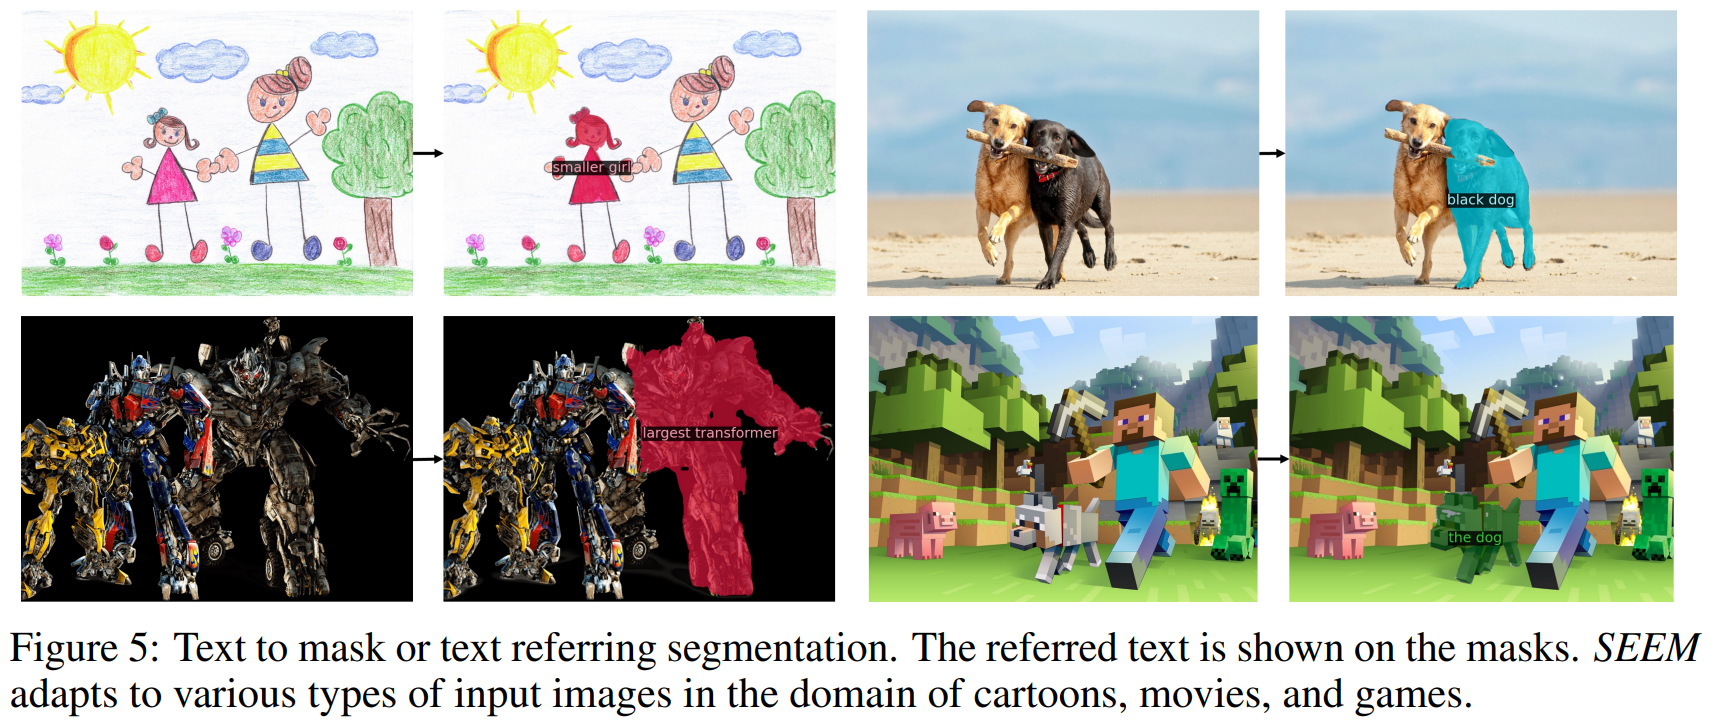 smaller girl
black dog
largest transformer
the dog
Figure 5: Text to mask or text referring segmentation. The referred text is shown on the masks. SEEM
adapts to various types of input images in the domain of cartoons, movies, and games.